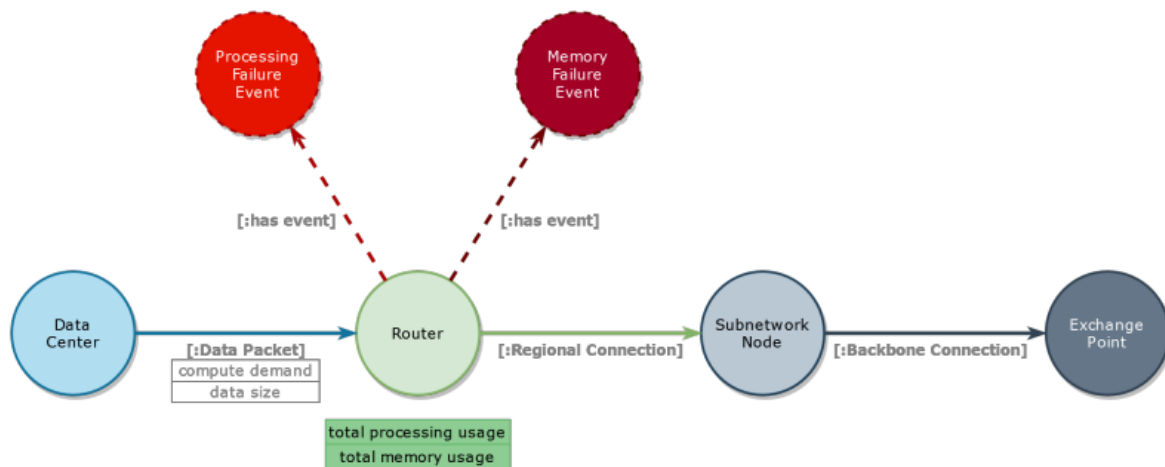 Processing
Failure
Event
Memory
Failure
Event
[:has event]
[:has event]
Data
Center
Router
Subnetwork
Node
Exchange
Point
[:Data Packet]
compute demand
data size
[:Regional Connection]
[:Backbone Connection]
total processing usage
total memory usage